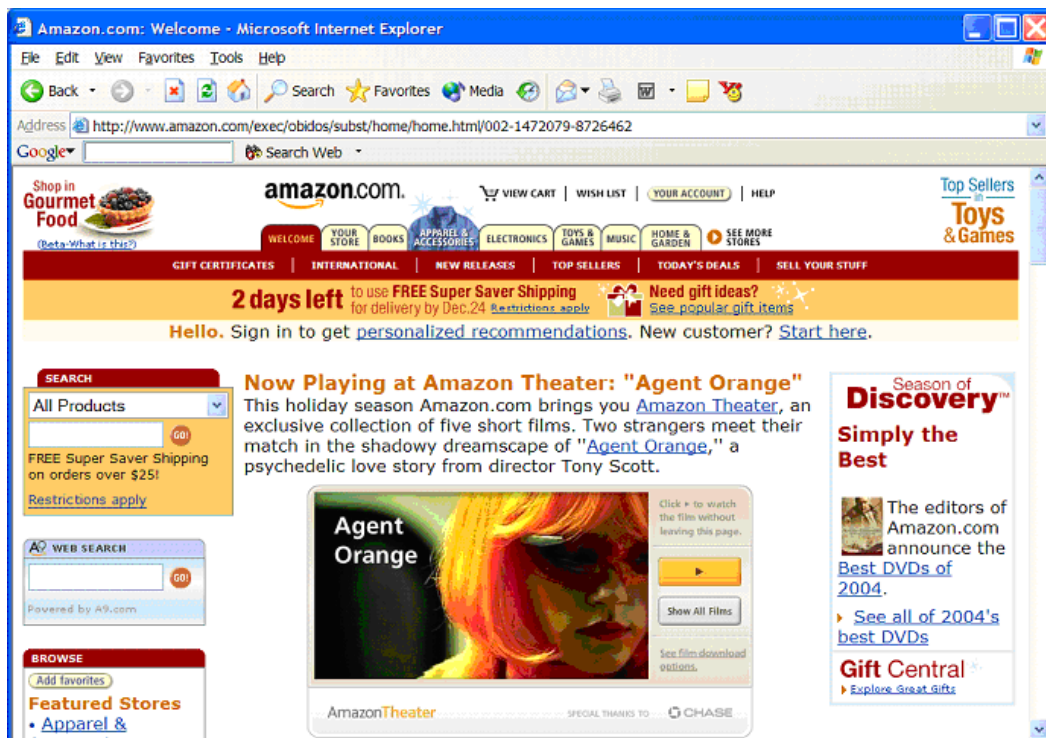 Amazon.com: Welcome - Microsoft Internet Explorer
File Edit View Favorites Tools Help
Back Search Favorites Media
Address http://www.amazon.com/exec/obidos/subst/home/home.html/002-1472079-8726462
Google Search Web
Shop in
Gourmet
Food
(Beta-What is this?)
amazon.com.
VIEW CART | WISH LIST | YOUR ACCOUNT | HELP
Top Sellers
in
Toys
& Games
WELCOME
YOUR
STORE
BOOKS
APPAREL &
ACCESSORIES
ELECTRONICS
TOYS &
GAMES
MUSIC
HOME &
GARDEN
SEE MORE
STORES
GIFT CERTIFICATES | INTERNATIONAL | NEW RELEASES | TOP SELLERS | TODAY'S DEALS | SELL YOUR STUFF
2 days left
to use FREE Super Saver Shipping
for delivery by Dec.24 Restrictions apply
Need gift ideas?
See popular gift items
Hello. Sign in to get personalized recommendations. New customer? Start here.
SEARCH
All Products
GO!
FREE Super Saver Shipping
on orders over $25!
Restrictions apply
A9 WEB SEARCH
GO!
Powered by A9.com
BROWSE
Add favorites
Featured Stores
• Apparel &
Now Playing at Amazon Theater: "Agent Orange"
This holiday season Amazon.com brings you Amazon Theater, an
exclusive collection of five short films. Two strangers meet their
match in the shadowy dreamscape of "Agent Orange," a
psychedelic love story from director Tony Scott.
Agent
Orange
Click ▸ to watch
the film without
leaving this page.
Show All Films
See film download
options.
AmazonTheater
SPECIAL THANKS TO CHASE
Season of
Discovery™
Simply the
Best
The editors of
Amazon.com
announce the
Best DVDs of
2004.
See all of 2004's
best DVDs
Gift Central
Explore Great Gifts